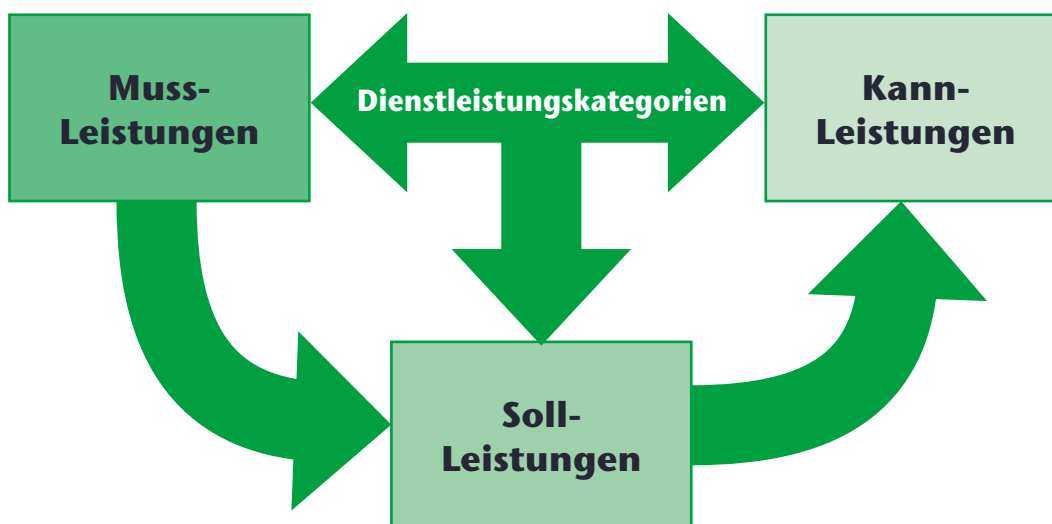 Muss-
Leistungen
Dienstleistungskategorien
Kann-
Leistungen
Soll-
Leistungen